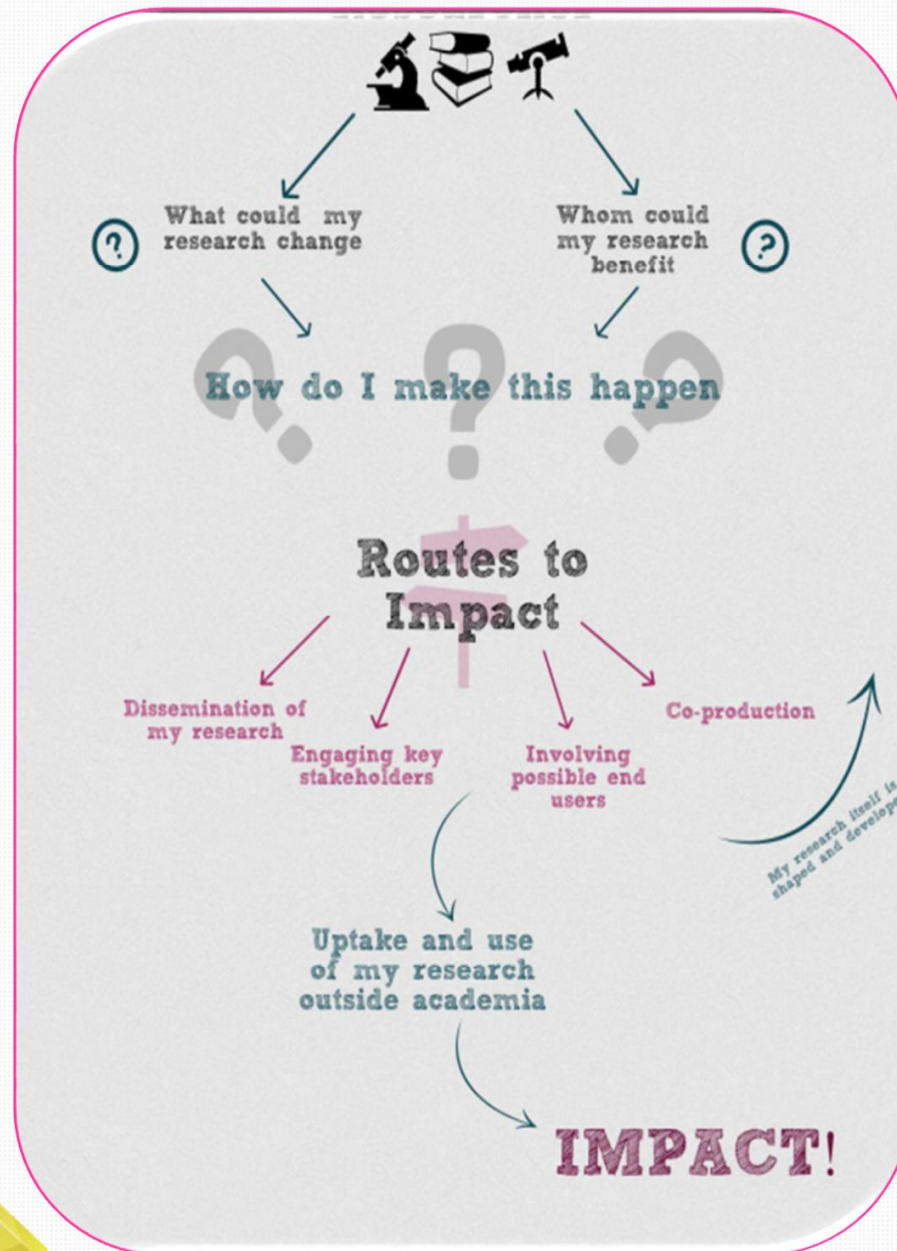 What could my
research change
?
Whom could
my research
benefit
?
? ? ?
How do I make this happen
Routes to
Impact
Dissemination of
my research
Engaging key
stakeholders
Involving
possible end
users
Co-production
My research itself is
shaped and develope
Uptake and use
of my research
outside academia
IMPACT!